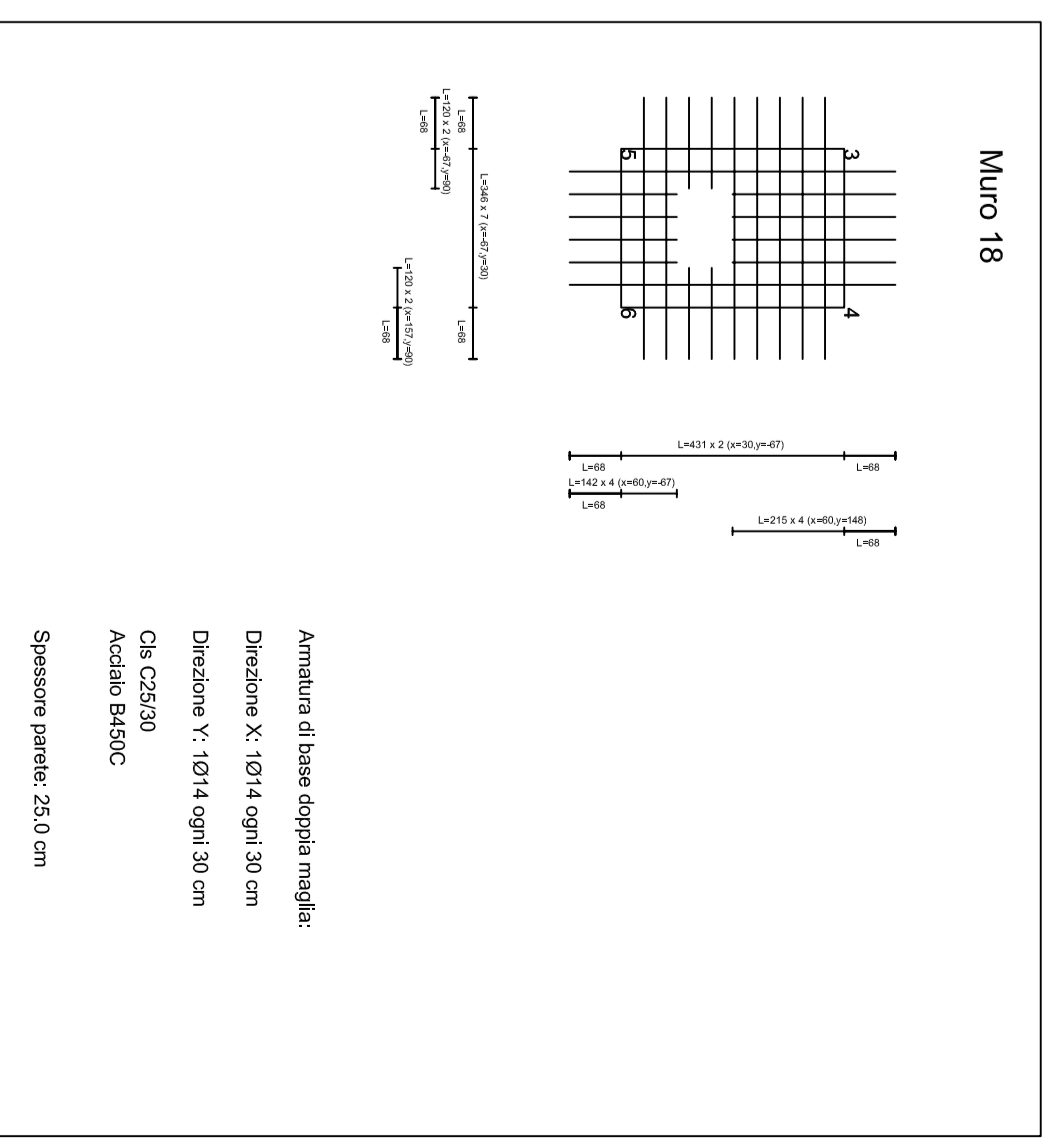 Muro 18
3
4
5
6
L=346 x 7 (x=-67,y=30)
L=68
L=68
L=120 x 2 (x=-67,y=90)
L=68
L=120 x 2 (x=157,y=90)
L=68
L=431 x 2 (x=30,y=-67)
L=68
L=68
L=142 x 4 (x=60,y=-67)
L=68
L=215 x 4 (x=60,y=148)
L=68
Armatura di base doppia maglia:
Direzione X: 1Ø14 ogni 30 cm
Direzione Y: 1Ø14 ogni 30 cm
Cls C25/30
Acciaio B450C
Spessore parete: 25.0 cm